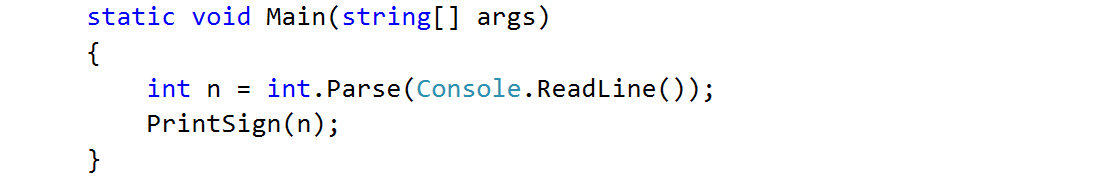 static void Main(string[] args)
{
    int n = int.Parse(Console.ReadLine());
    PrintSign(n);
}